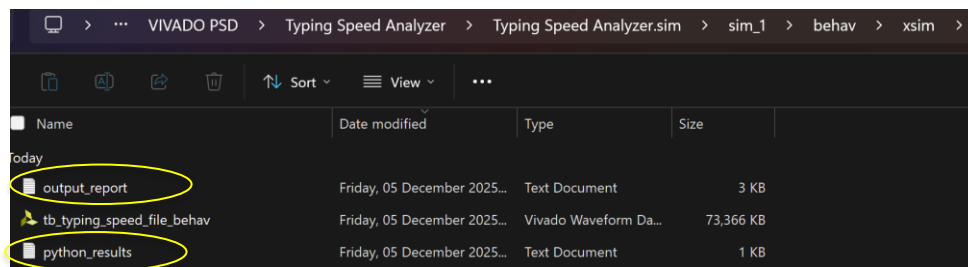 > ··· VIVADO PSD > Typing Speed Analyzer > Typing Speed Analyzer.sim > sim_1 > behav > xsim >
Sort View ···
Name Date modified Type Size
Today
output_report Friday, 05 December 2025... Text Document 3 KB
tb_typing_speed_file_behav Friday, 05 December 2025... Vivado Waveform Da... 73,366 KB
python_results Friday, 05 December 2025... Text Document 1 KB